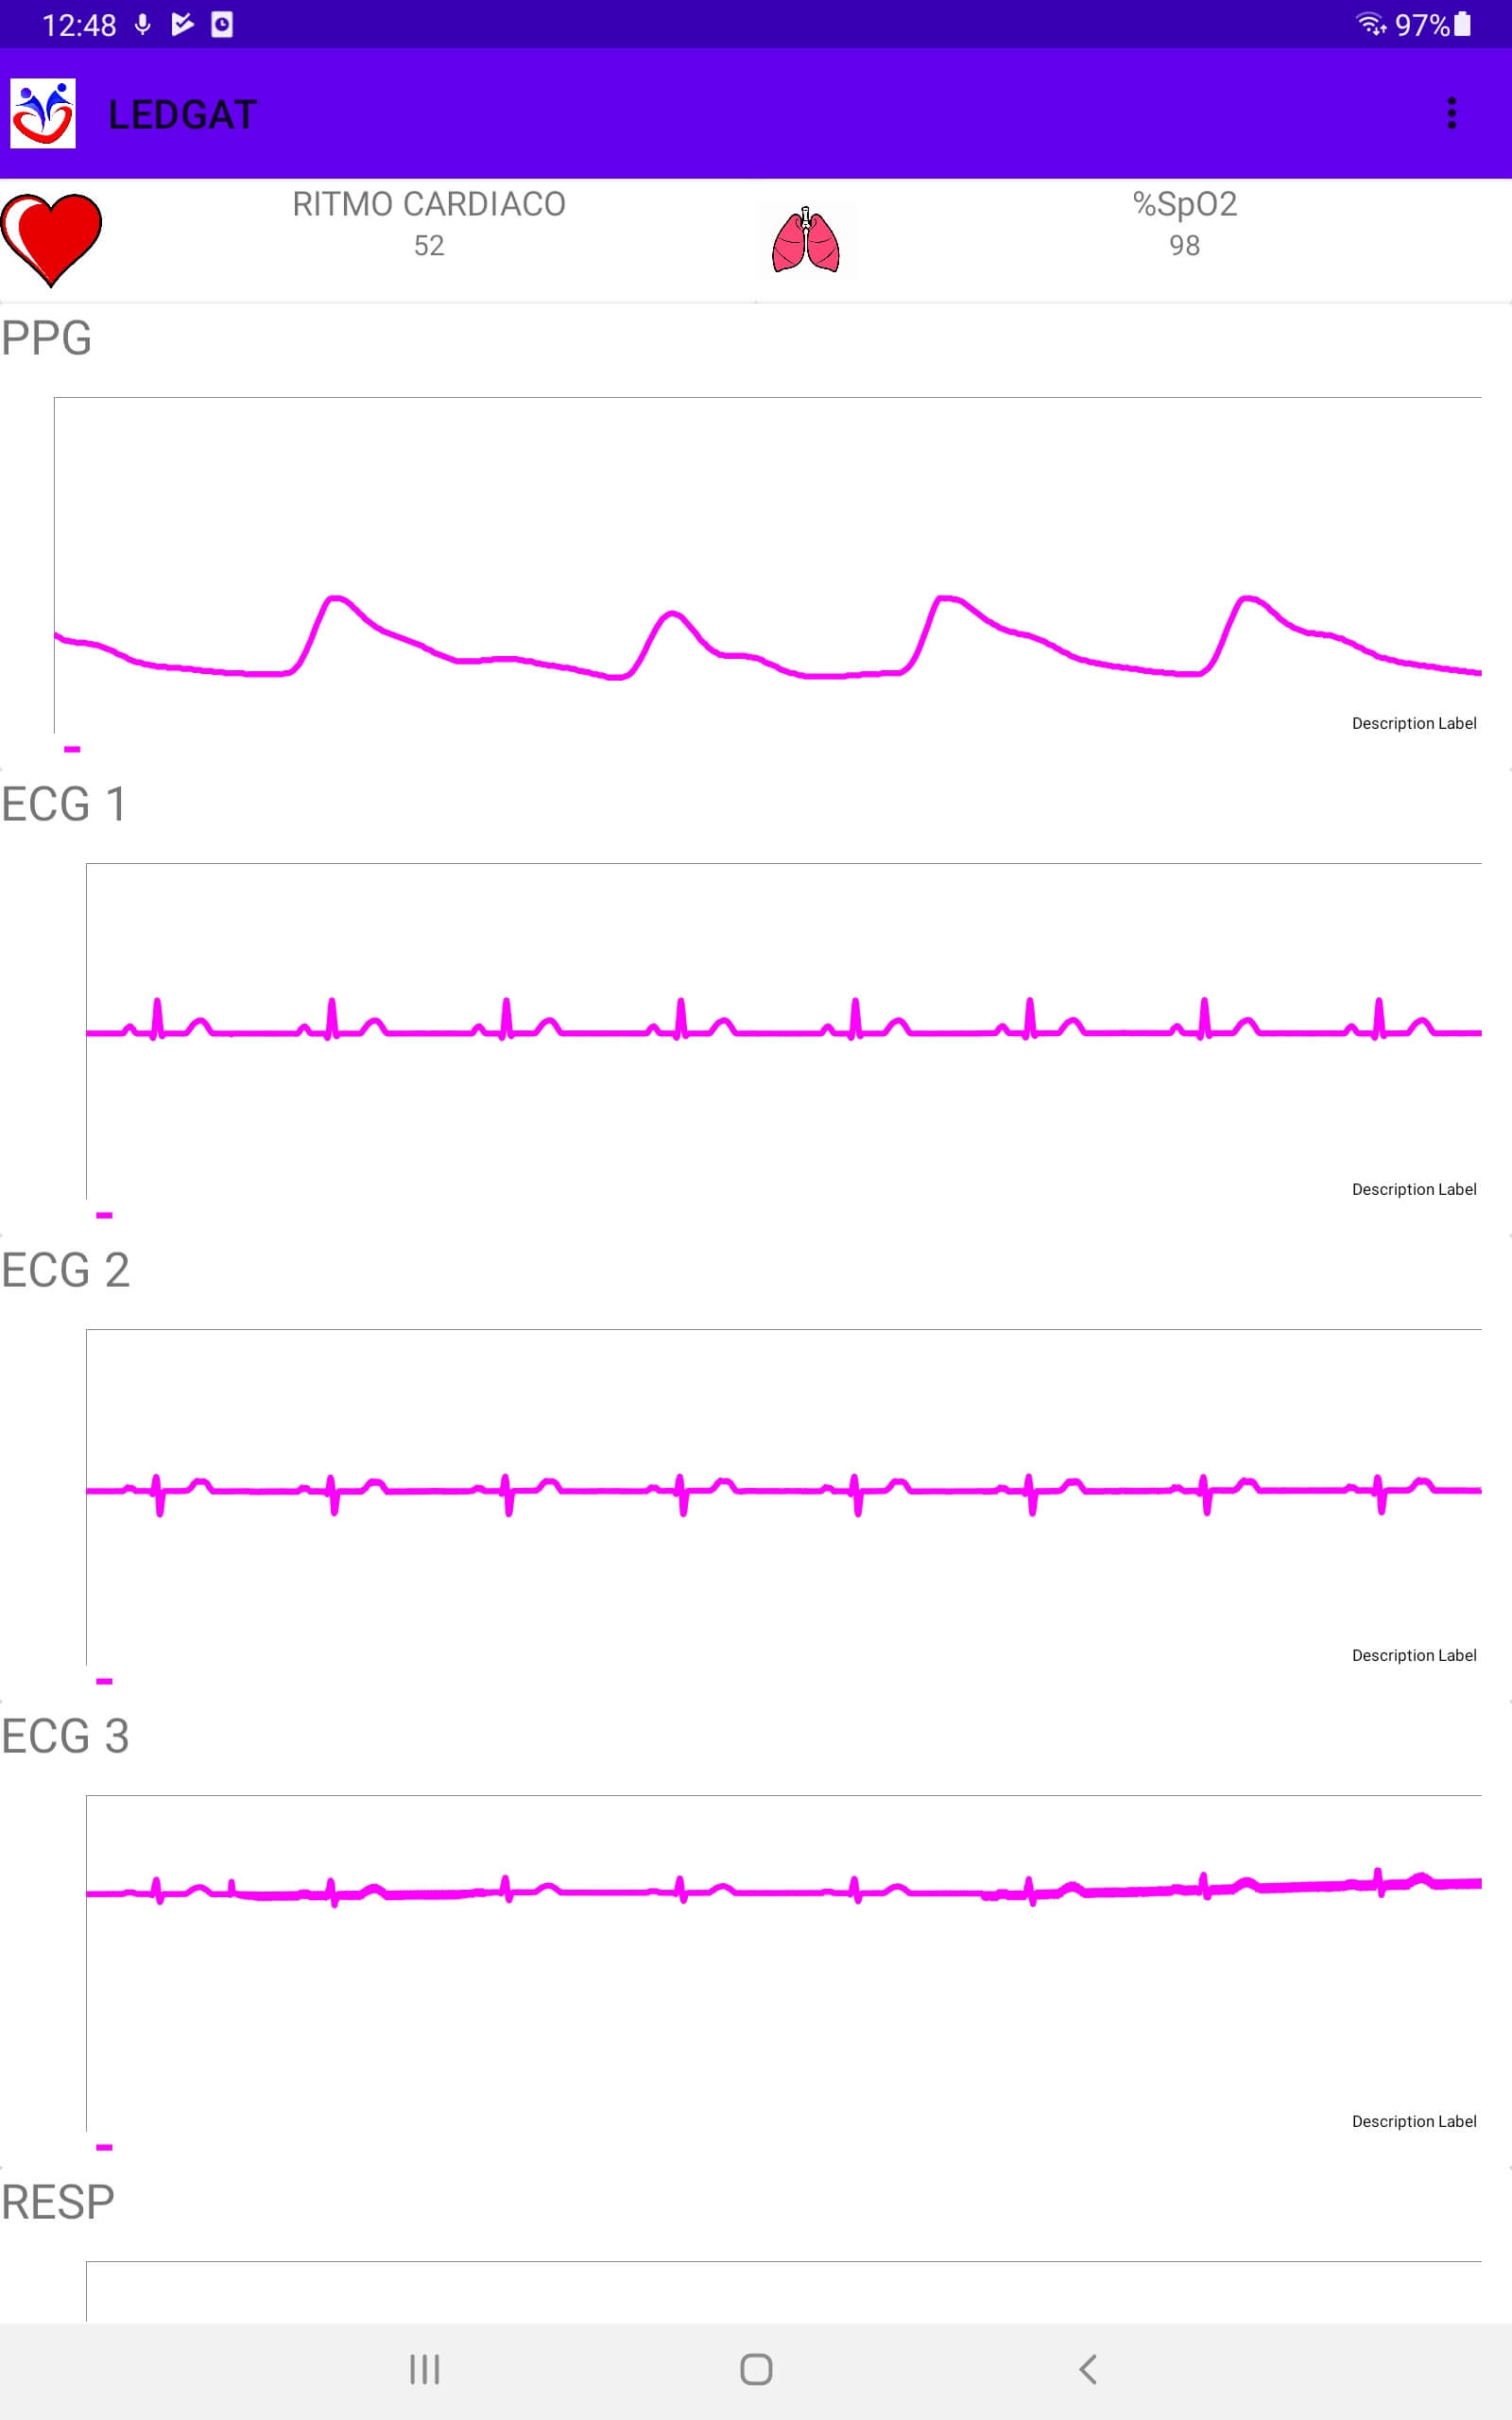 12:48
97%
LEDGAT
RITMO CARDIACO
52
%SpO2
98
PPG
Description Label
ECG 1
Description Label
ECG 2
Description Label
ECG 3
Description Label
RESP